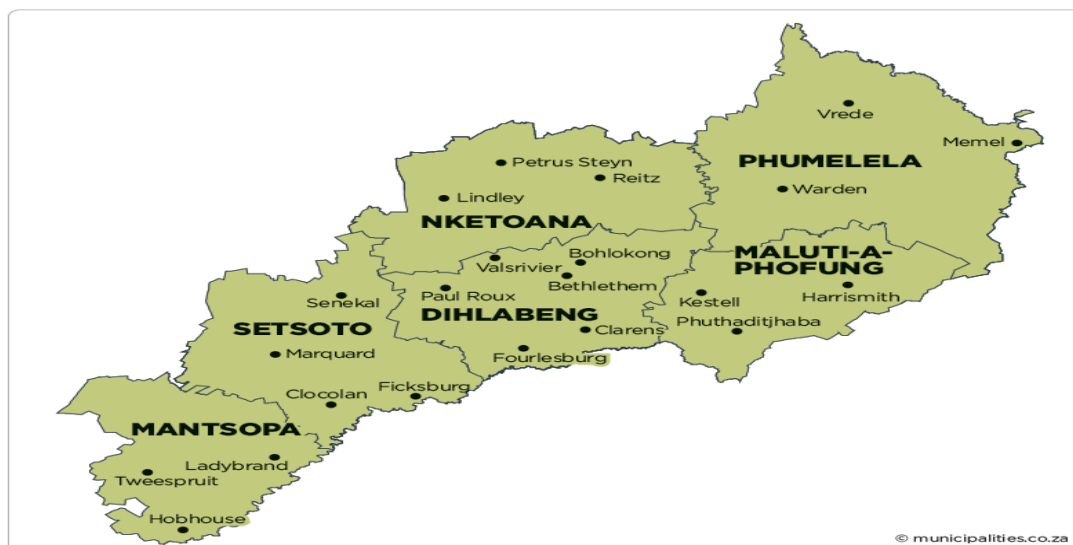 Vrede
Memel
PHUMELELA
Warden
Petrus Steyn
Reitz
Lindley
NKETOANA
MALUTI-A-
PHOFUNG
Kestell
Harrismith
Phuthaditjhaba
Valsrivier
Bohlokong
Bethlethem
Paul Roux
DIHLABENG
Clarens
Fourlesburg
Senekal
SETSOTO
Marquard
Clocolan
Ficksburg
MANTSOPA
Ladybrand
Tweespruit
Hobhouse
© municipalities.co.za